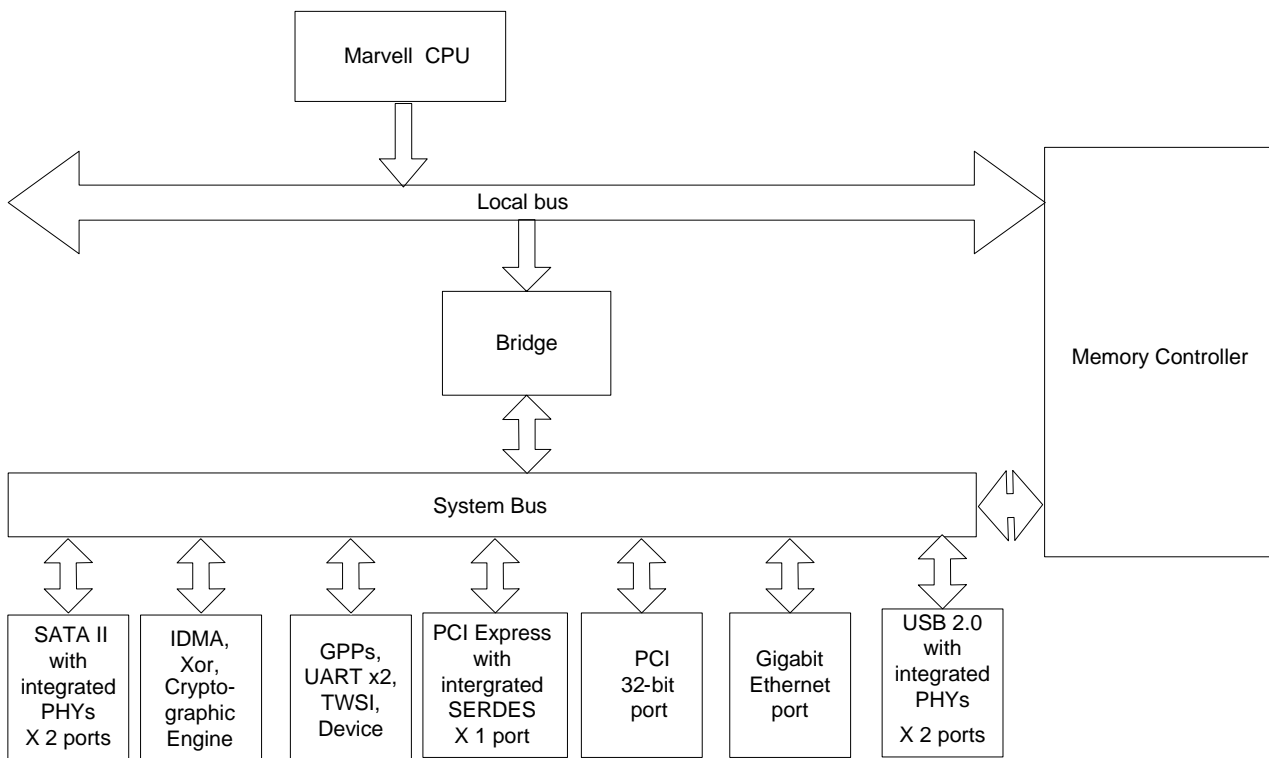 Marvell CPU
Local bus
Bridge
Memory Controller
System Bus
SATA II
with
integrated
PHYs
X 2 ports
IDMA,
Xor,
Crypto-
graphic
Engine
GPPs,
UART x2,
TWSI,
Device
PCI Express
with
intergrated
SERDES
X 1 port
PCI
32-bit
port
Gigabit
Ethernet
port
USB 2.0
with
integrated
PHYs
X 2 ports